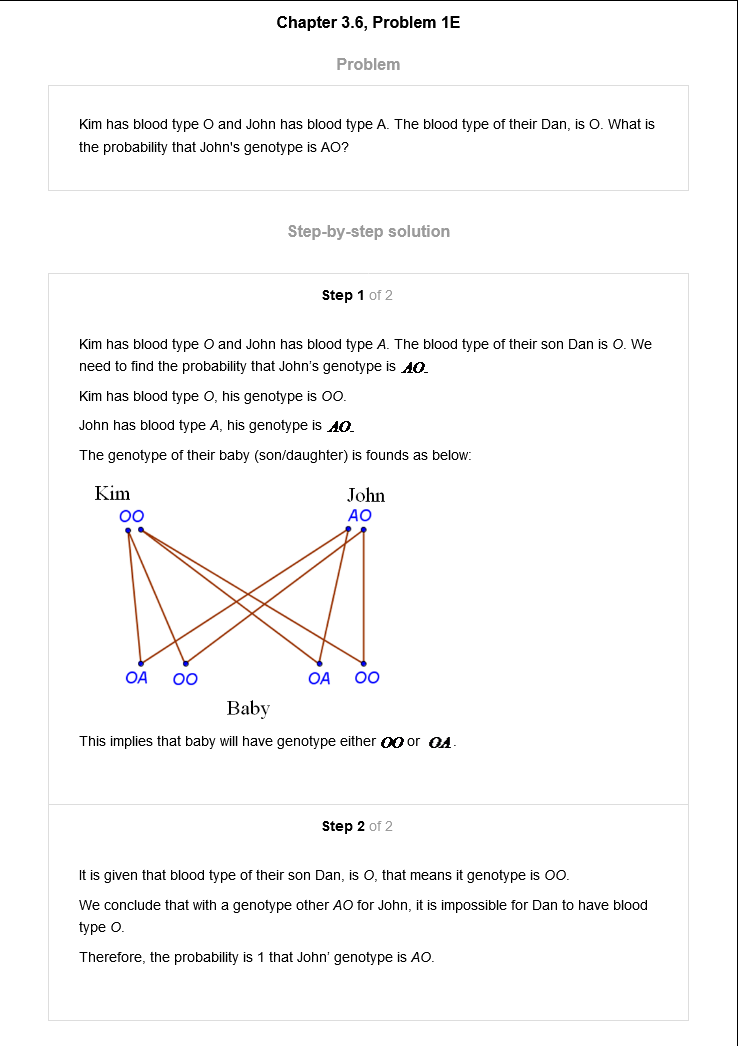 Chapter 3.6, Problem 1E
Problem
Kim has blood type O and John has blood type A. The blood type of their Dan, is O. What is
the probability that John's genotype is AO?
Step-by-step solution
Step 1 of 2
Kim has blood type O and John has blood type A. The blood type of their son Dan is O. We
need to find the probability that John's genotype is AO.
Kim has blood type O, his genotype is OO.
John has blood type A, his genotype is AO.
The genotype of their baby (son/daughter) is founds as below:
Kim John
OO AO
OA OO OA OO
Baby
This implies that baby will have genotype either OO or OA.
Step 2 of 2
It is given that blood type of their son Dan, is O, that means it genotype is OO.
We conclude that with a genotype other AO for John, it is impossible for Dan to have blood
type O.
Therefore, the probability is 1 that John' genotype is AO.